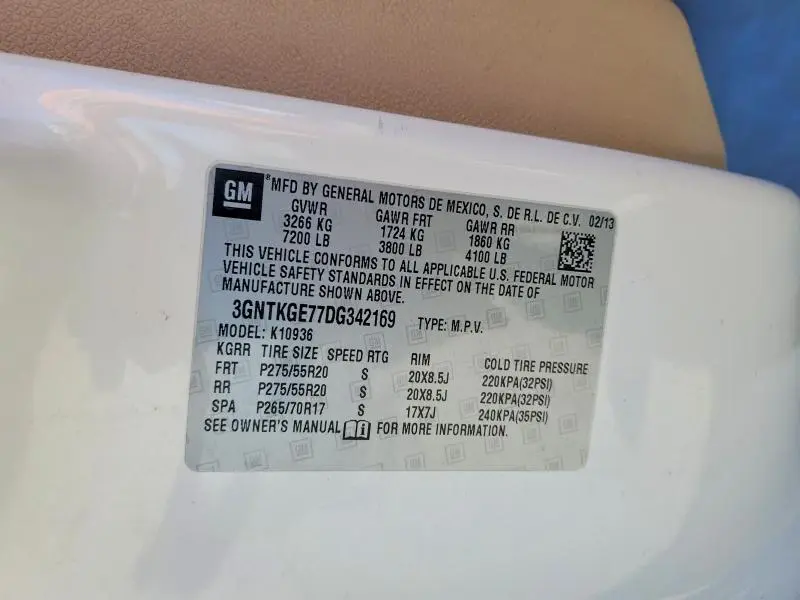 GM ®MFD BY GENERAL MOTORS DE MEXICO, S. DE R.L. DE C.V. 02/13
GVWR GAWR FRT GAWR RR
3266 KG 1724 KG 1860 KG
7200 LB 3800 LB 4100 LB
THIS VEHICLE CONFORMS TO ALL APPLICABLE U.S. FEDERAL MOTOR
VEHICLE SAFETY STANDARDS IN EFFECT ON THE DATE OF
MANUFACTURE SHOWN ABOVE.
3GNTKGE77DG342169 TYPE: M.P.V.
MODEL: K10936
KGRR TIRE SIZE SPEED RTG RIM COLD TIRE PRESSURE
FRT P275/55R20 S 20X8.5J 220KPA(32PSI)
RR P275/55R20 S 20X8.5J 220KPA(32PSI)
SPA P265/70R17 S 17X7J 240KPA(35PSI)
SEE OWNER'S MANUAL FOR MORE INFORMATION.